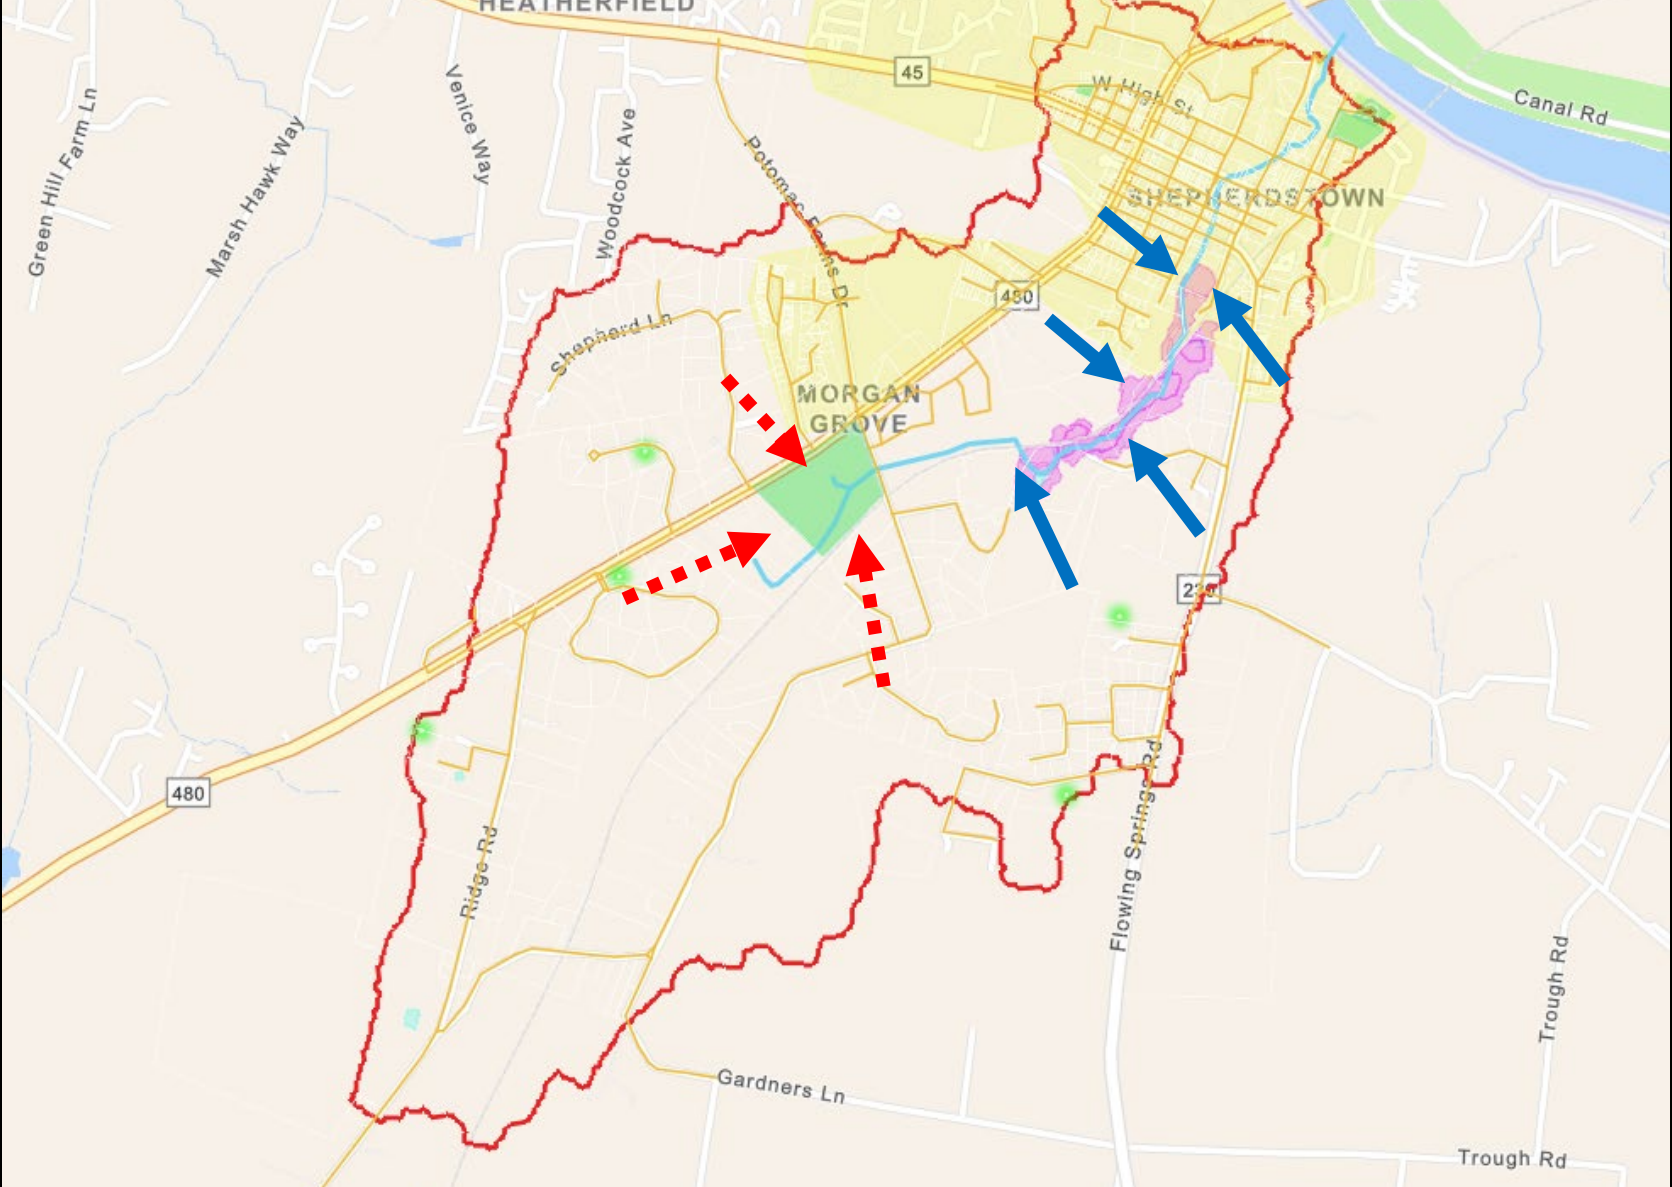 HEATHERFIELD
45
W High St
Canal Rd
Green Hill Farm Ln
Marsh Hawk Way
Venice Way
Woodcock Ave
Potomac Farms Dr
SHEPHERDSTOWN
480
Shepherd Ln
MORGAN
GROVE
480
Ridge Rd
Flowing Springs Rd
Trough Rd
Gardners Ln
Trough Rd